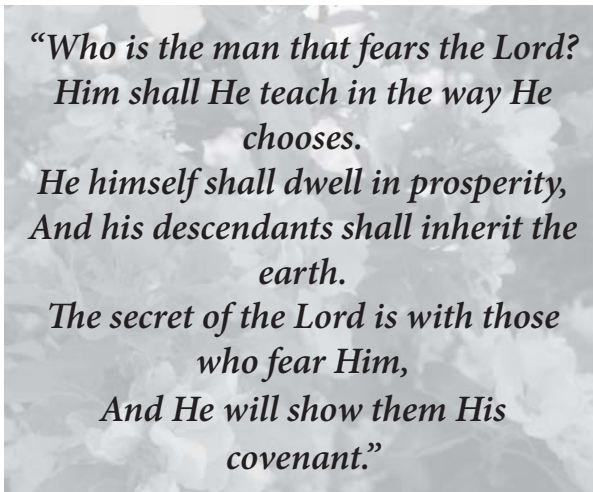 “Who is the man that fears the Lord?
Him shall He teach in the way He
chooses.
He himself shall dwell in prosperity,
And his descendants shall inherit the
earth.
The secret of the Lord is with those
who fear Him,
And He will show them His
covenant.”